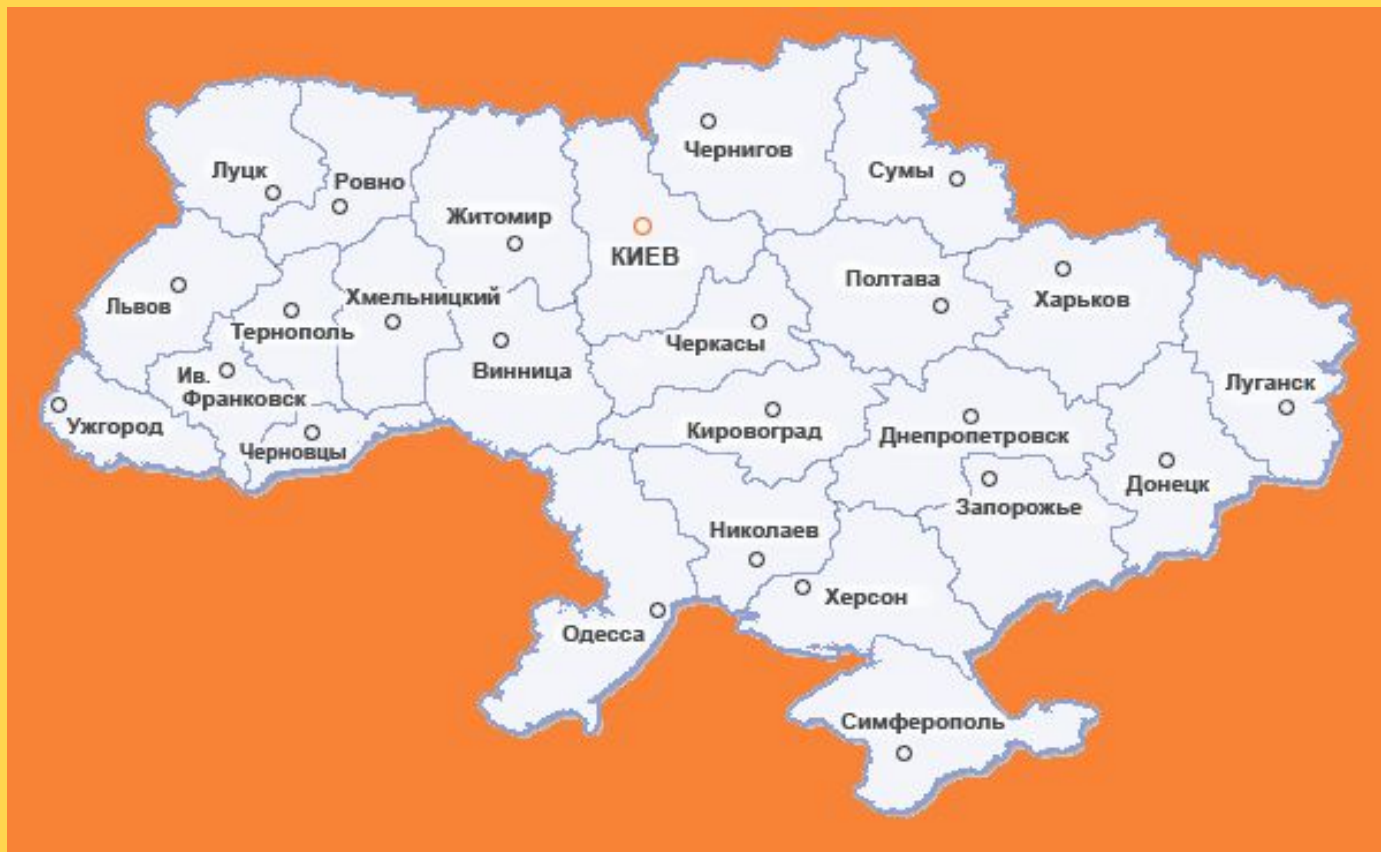 Чернигов
Сумы
Луцк
Ровно
Житомир
КИЕВ
Полтава
Харьков
Львов
Хмельницкий
Тернополь
Черкасы
Винница
Ив.
Франковск
Луганск
Ужгород
Черновцы
Кировоград
Днепропетровск
Донецк
Запорожье
Николаев
Херсон
Одесса
Симферополь